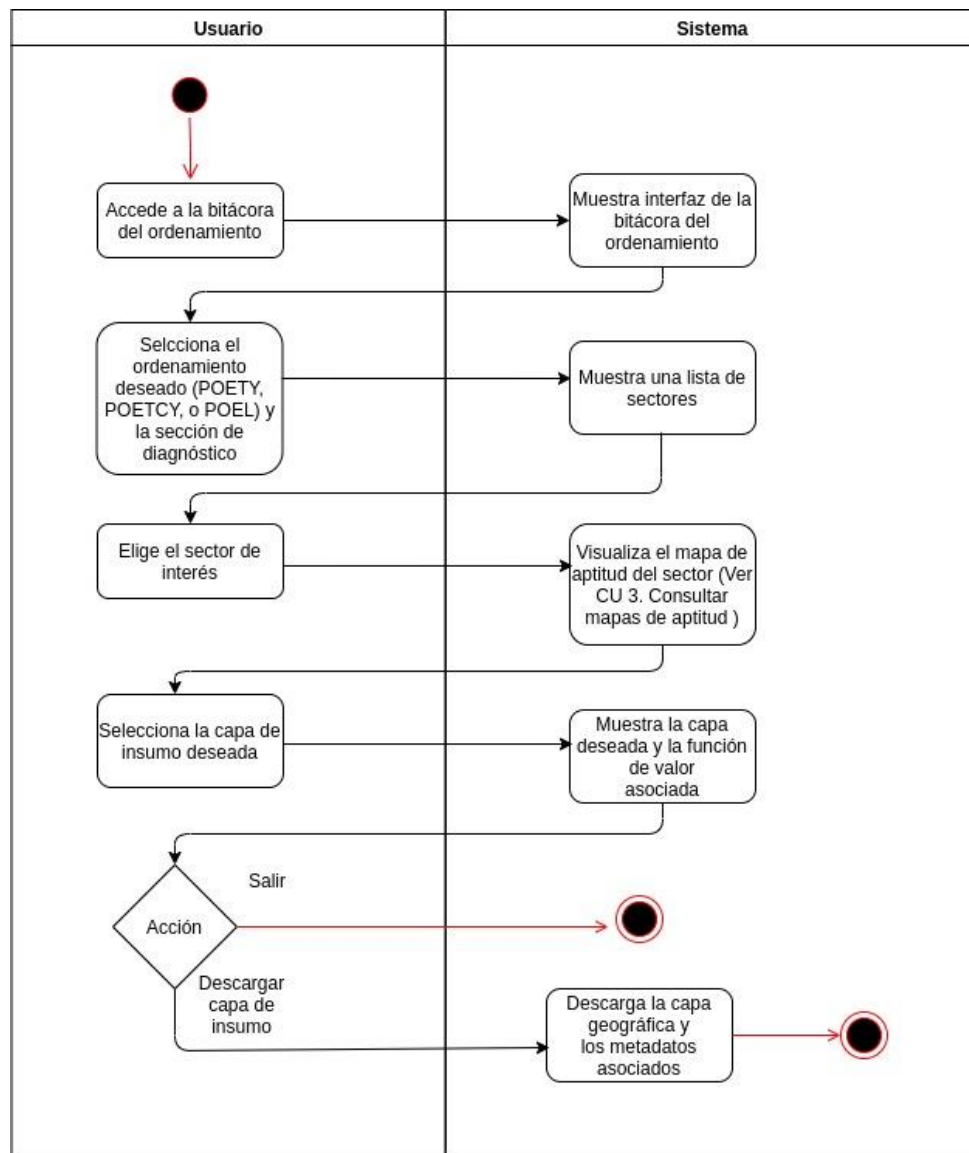 Usuario
Sistema
Accede a la bitácora
del ordenamiento
Muestra interfaz de la
bitácora del
ordenamiento
Selcciona el
ordenamiento
deseado (POETY,
POETCY, o POEL) y
la sección de
diagnóstico
Muestra una lista de
sectores
Elige el sector de
interés
Visualiza el mapa de
aptitud del sector (Ver
CU 3. Consultar
mapas de aptitud )
Selecciona la capa de
insumo deseada
Muestra la capa
deseada y la función
de valor
asociada
Acción
Salir
Descargar
capa de
insumo
Descarga la capa
geográfica y
los metadatos
asociados